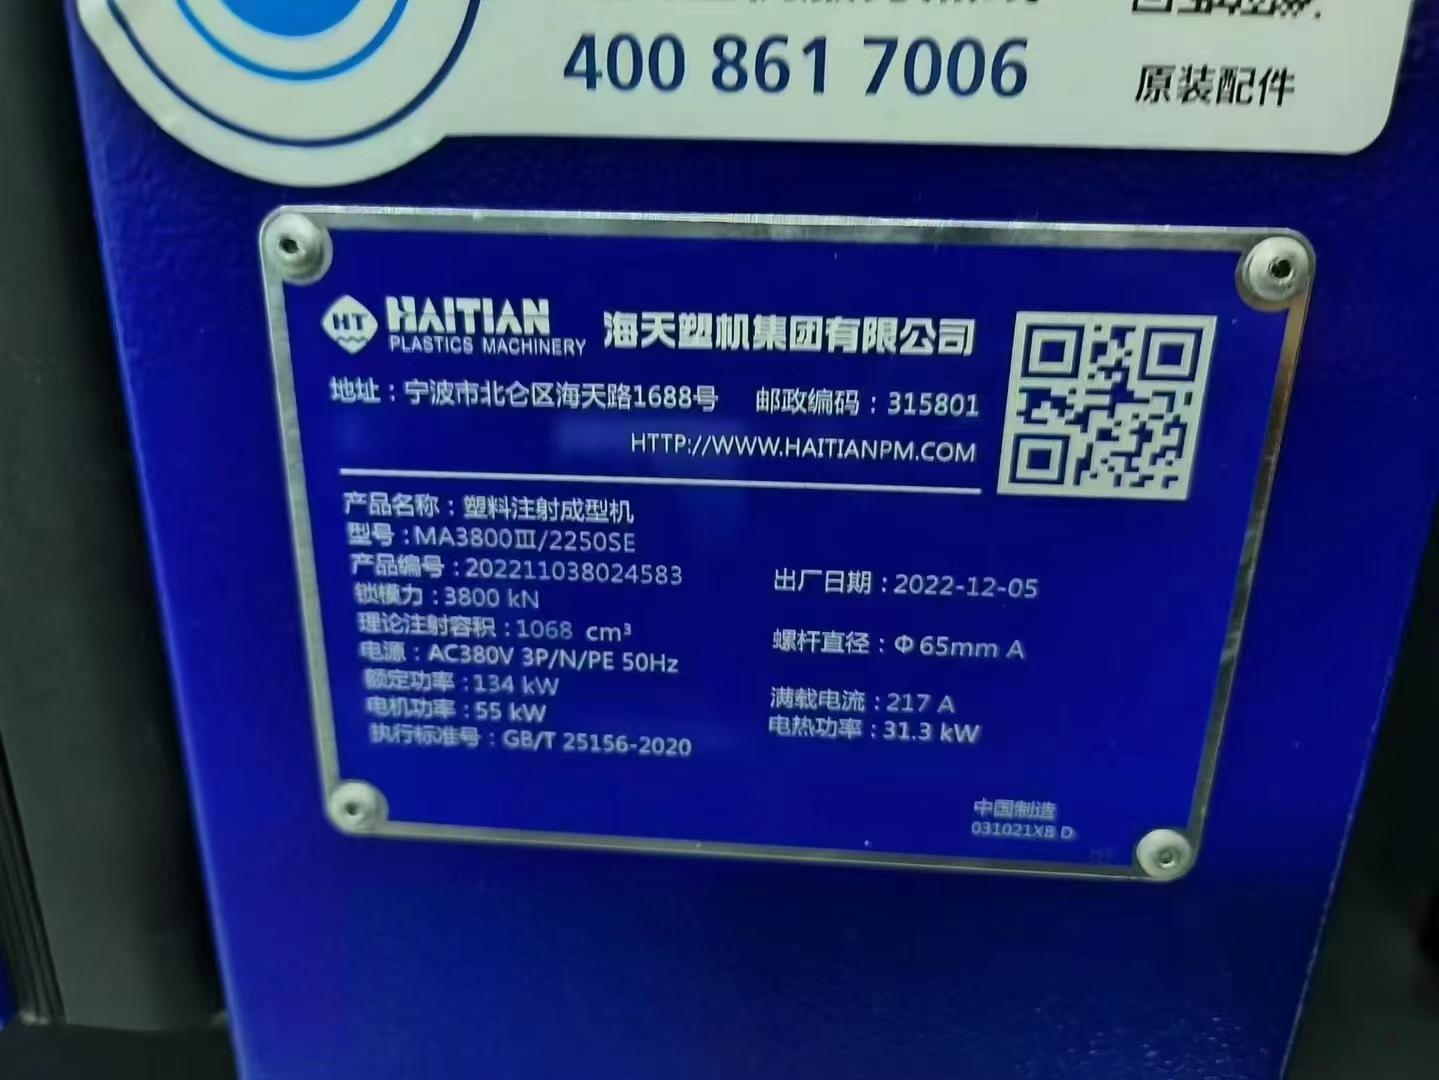 400 861 7006
原装配件
HT HAITIAN
PLASTICS MACHINERY
海天塑机集团有限公司
地址：宁波市北仑区海天路1688号 邮政编码：315801
HTTP://WWW.HAITIANPM.COM
产品名称：塑料注射成型机
型号：MA3800Ⅲ/2250SE
产品编号：202211038024583 出厂日期：2022-12-05
锁模力：3800 kN
理论注射容积：1068 cm³ 螺杆直径：Φ65mm A
电源：AC380V 3P/N/PE 50Hz
额定功率：134 kW 满载电流：217 A
电机功率：55 kW 电热功率：31.3 kW
执行标准号：GB/T 25156-2020
中国制造
031021XB D